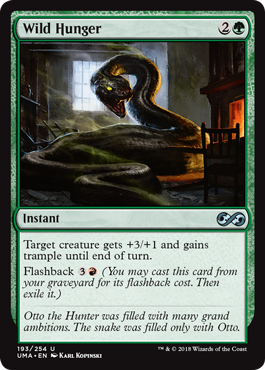 Wild Hunger 2
Instant
Target creature gets +3/+1 and gains
trample until end of turn.
Flashback 3 (You may cast this card from
your graveyard for its flashback cost. Then
exile it.)
Otto the Hunter was filled with many grand
ambitions. The snake was filled only with Otto.
193/254 U
UMA • EN KARL KOPINSKI
™ & © 2018 Wizards of the Coast